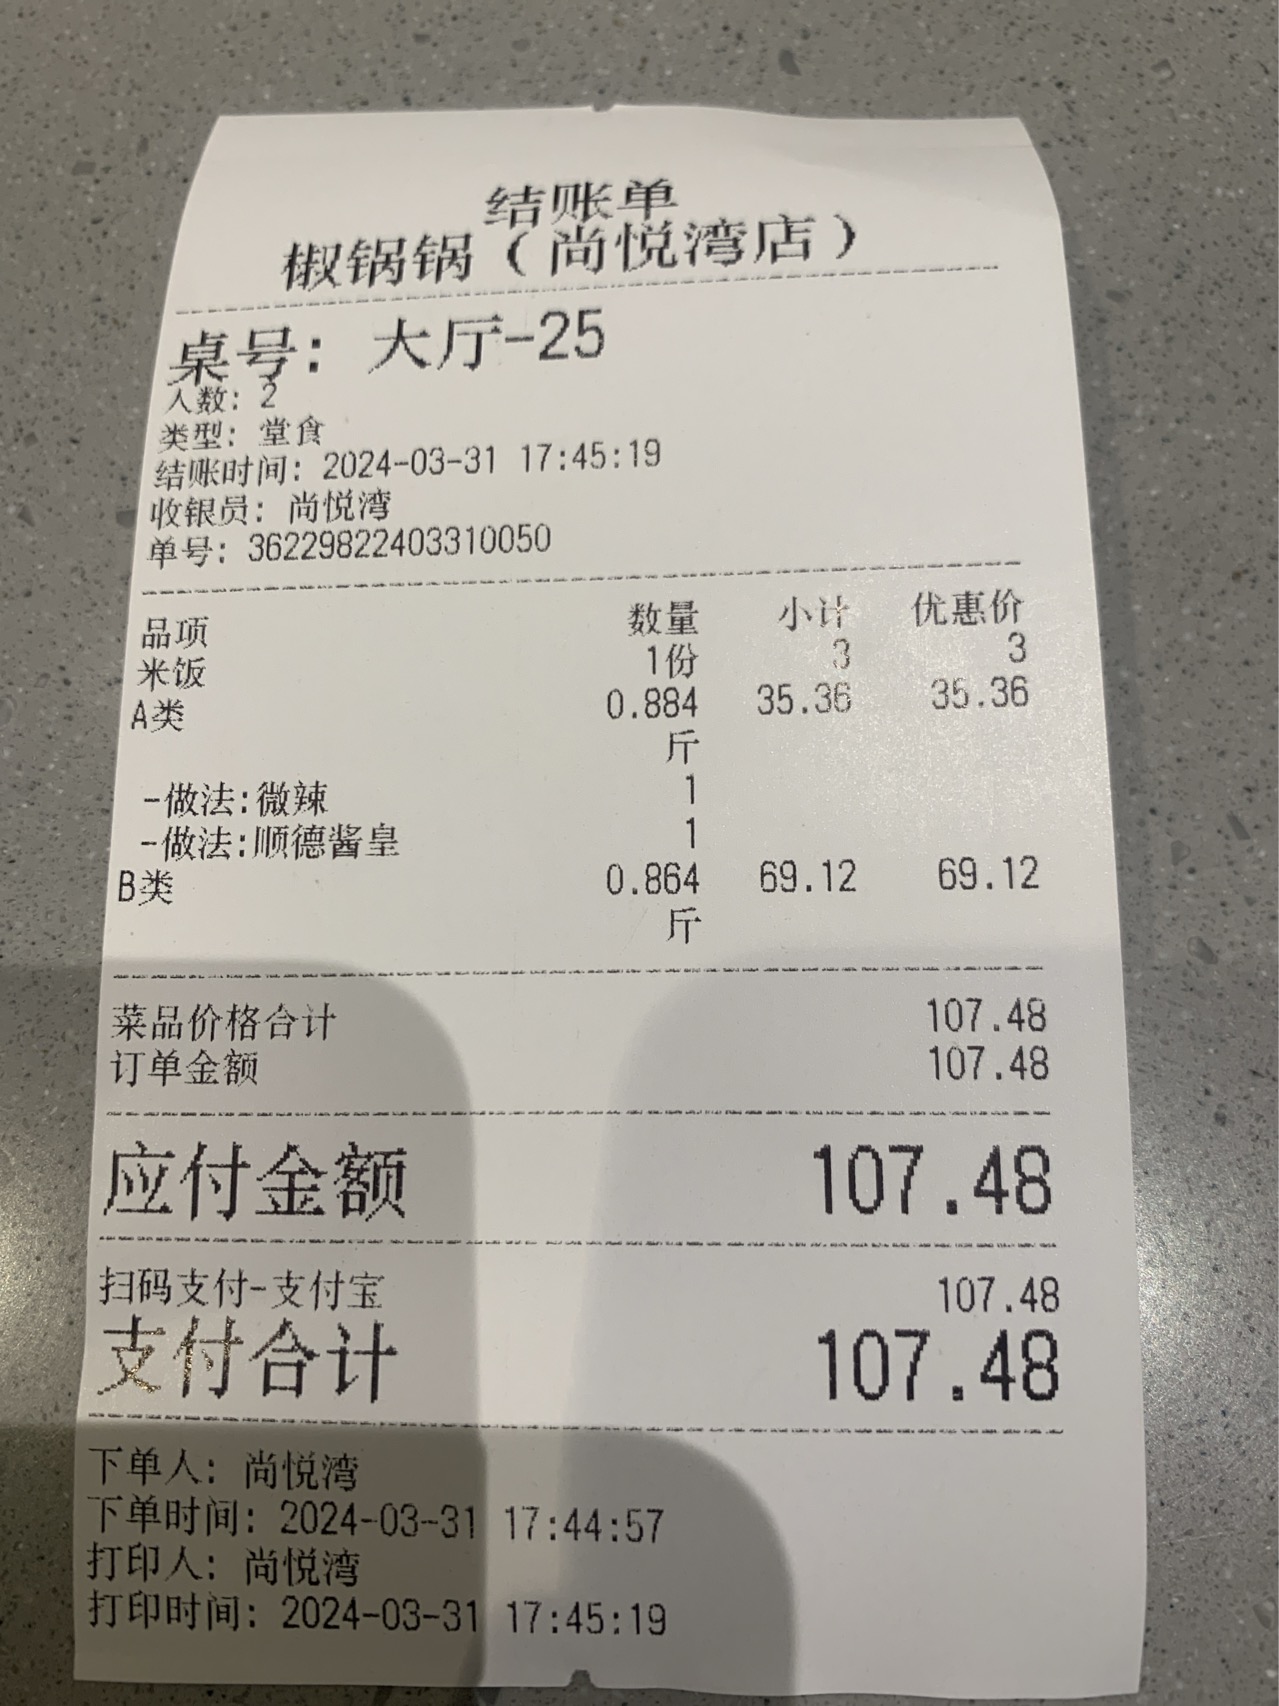 结账单
椒锅锅（尚悦湾店）
桌号： 大厅-25
人数: 2
类型: 堂食
结账时间: 2024-03-31 17:45:19
收银员: 尚悦湾
单号: 36229822403310050
品项 数量 小计 优惠价
米饭 1份 3 3
A类 0.884 35.36 35.36
斤
-做法:微辣 1
-做法:顺德酱皇 1
B类 0.864 69.12 69.12
斤
菜品价格合计 107.48
订单金额 107.48
应付金额 107.48
扫码支付-支付宝 107.48
支付合计 107.48
下单人: 尚悦湾
下单时间: 2024-03-31 17:44:57
打印人: 尚悦湾
打印时间: 2024-03-31 17:45:19